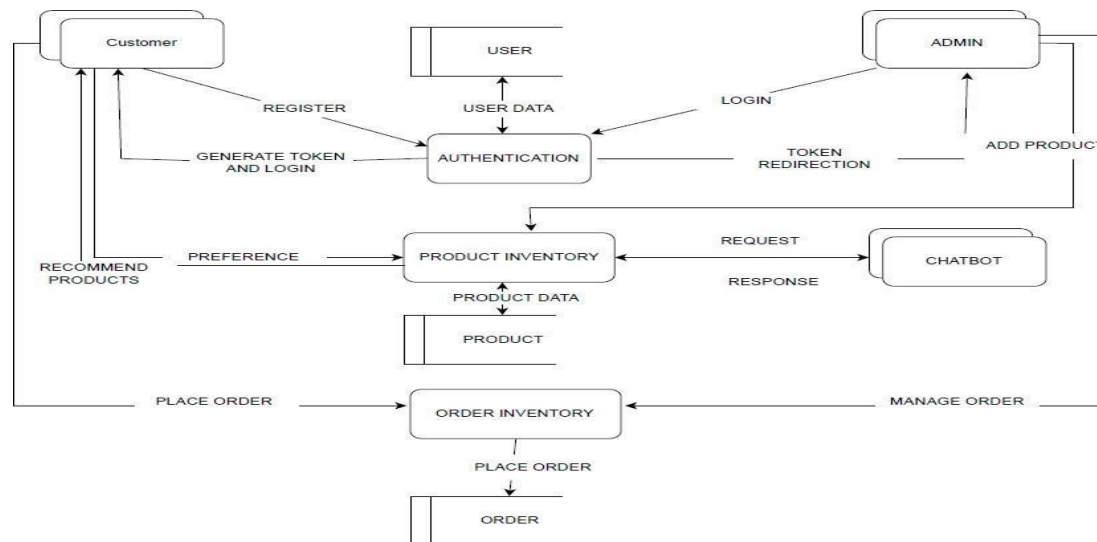 Customer
USER
ADMIN
REGISTER
USER DATA
LOGIN
GENERATE TOKEN
AND LOGIN
AUTHENTICATION
TOKEN
REDIRECTION
ADD PRODUCT
RECOMMEND
PRODUCTS
PREFERENCE
PRODUCT INVENTORY
REQUEST
RESPONSE
CHATBOT
PRODUCT DATA
PRODUCT
PLACE ORDER
ORDER INVENTORY
MANAGE ORDER
PLACE ORDER
ORDER